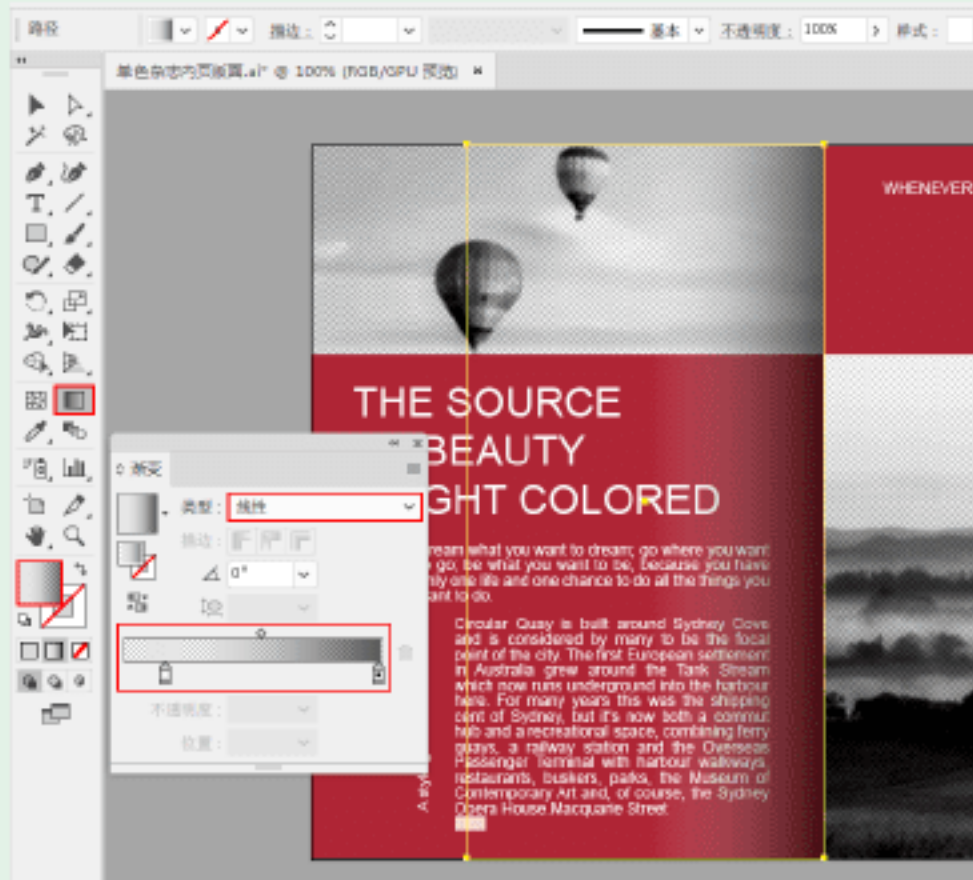 路径
描边：
基本
不透明度：
100%
样式：
单色杂志内页版面.ai* @ 100% (RGB/GPU 预览)
WHENEVER
THE SOURCE
BEAUTY
GHT COLORED
渐变
类型：
线性
描边：
0°
不透明度：
位置：
ream what you want to dream; go where you want
go; be what you want to be, because you have
nly one life and one chance to do all the things you
ant to do.
Circular Quay is built around Sydney Cove
and is considered by many to be the focal
point of the city. The first European settlement
in Australia grew around the Tank Stream
which now runs underground into the harbour
here. For many years this was the shipping
cent of Sydney, but it's now both a commut
hub and a recreational space, combining ferry
quays, a railway station and the Overseas
Passenger Terminal with harbour walkways,
restaurants, buskers, parks, the Museum of
Contemporary Art and, of course, the Sydney
Opera House.Macquarie Street
A styl